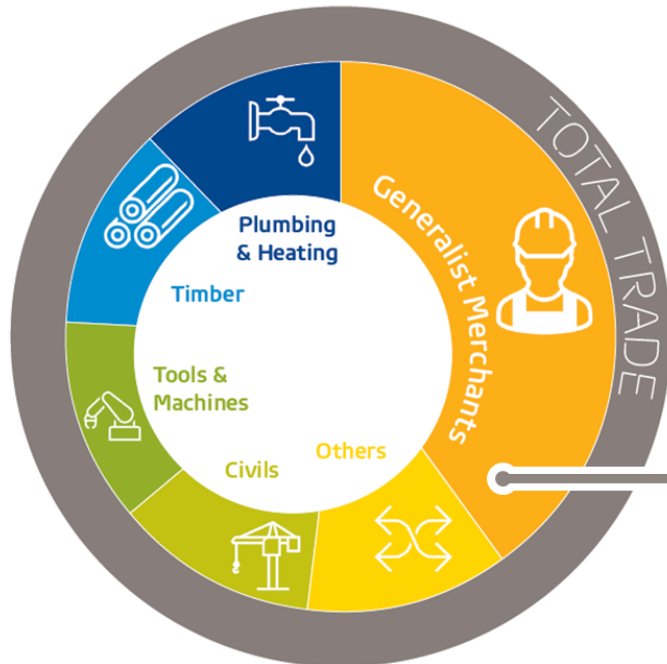 TOTAL TRADE
Generalist Merchants
Plumbing
& Heating
Timber
Tools &
Machines
Civils
Others